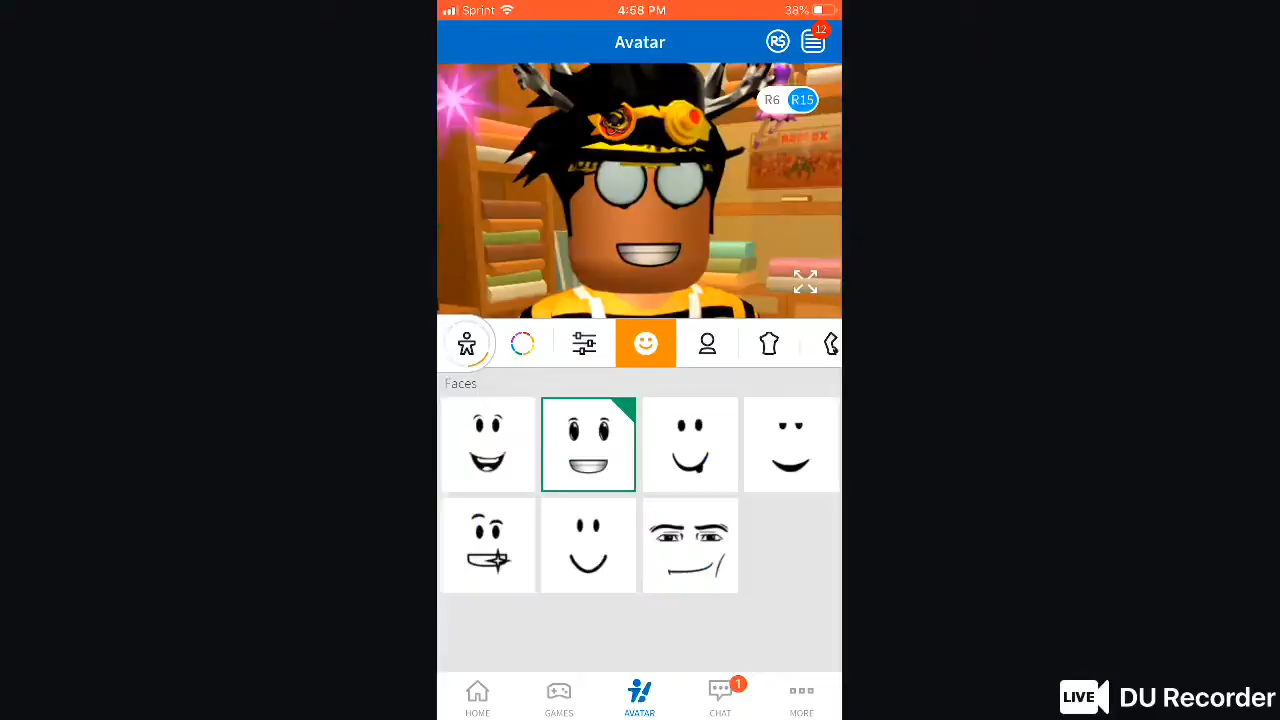 Sprint 4:58 PM 38%
Avatar
R$ 12
R6 R15
ROBLOX
Faces
HOME GAMES AVATAR CHAT 1 MORE
LIVE DU Recorder